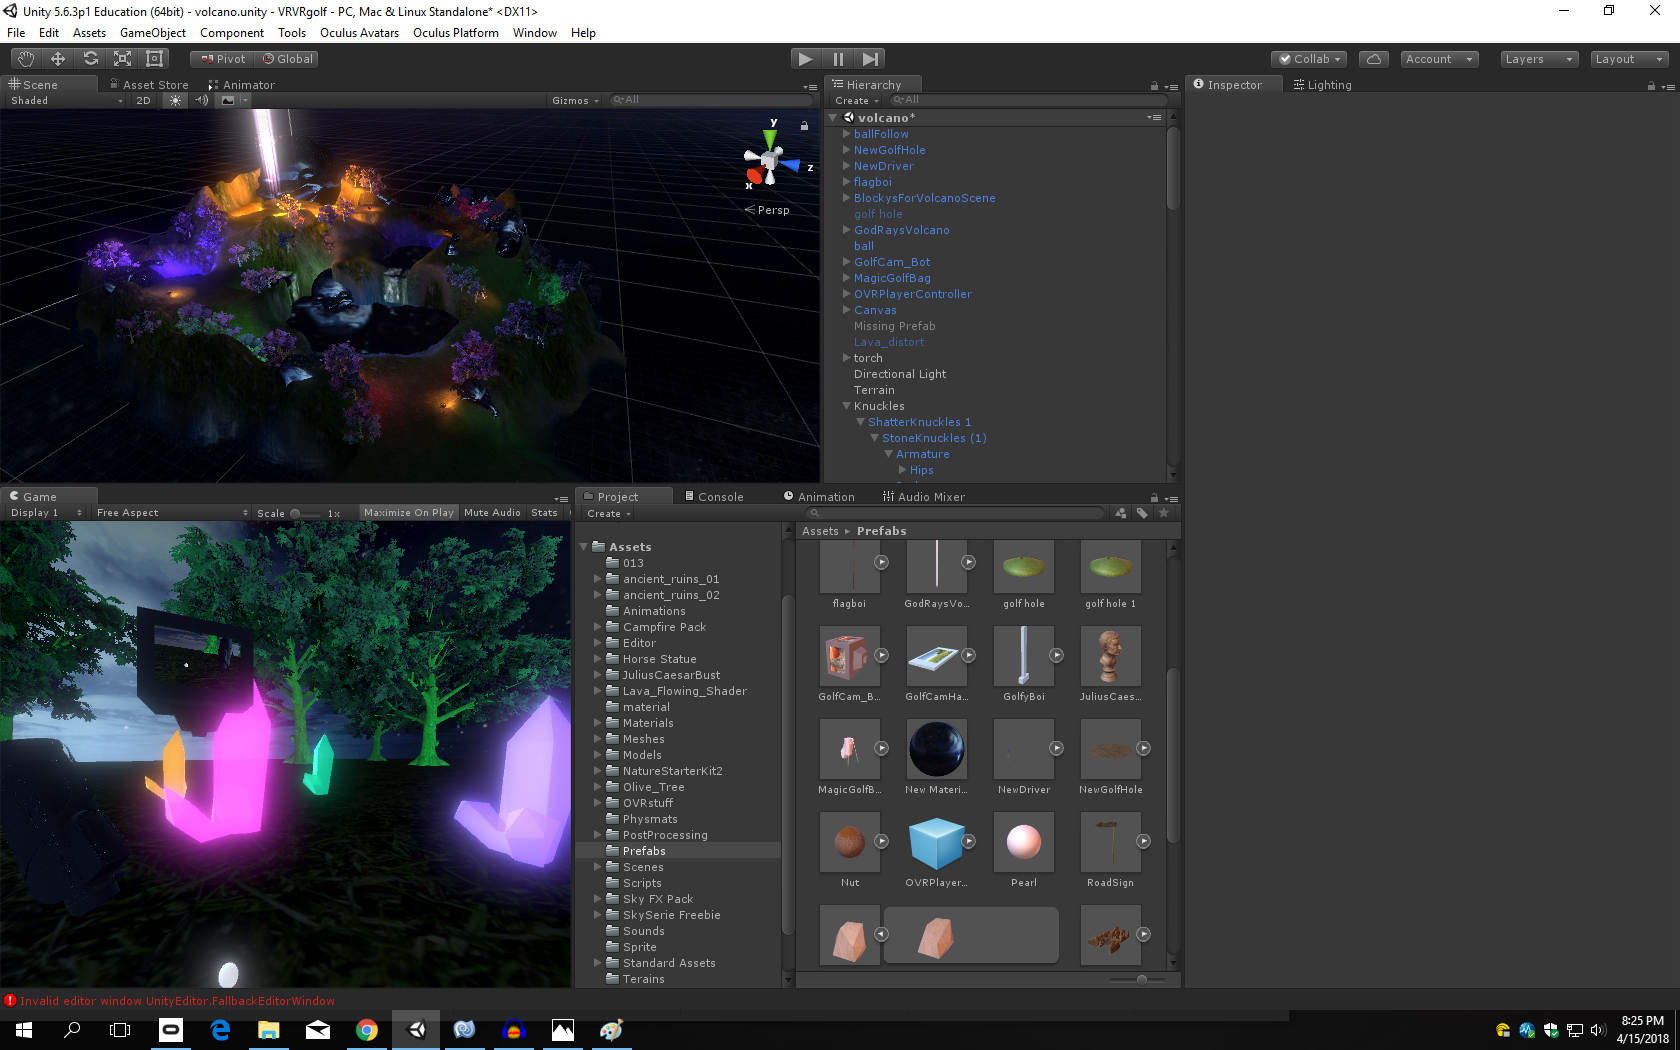 Unity 5.6.3p1 Education (64bit) - volcano.unity - VRVRgolf - PC, Mac & Linux Standalone* <DX11>
File Edit Assets GameObject Component Tools Oculus Avatars Oculus Platform Window Help
Pivot Global Collab Account Layers Layout
Scene Asset Store Animator
Shaded 2D Gizmos All
y
z
x
Persp
Hierarchy
Create All
volcano*
ballFollow
NewGolfHole
NewDriver
flagboi
BlockysForVolcanoScene
golf hole
GodRaysVolcano
ball
GolfCam_Bot
MagicGolfBag
OVRPlayerController
Canvas
Missing Prefab
Lava_distort
torch
Directional Light
Terrain
Knuckles
ShatterKnuckles 1
StoneKnuckles (1)
Armature
Hips
Inspector Lighting
Game
Display 1 Free Aspect Scale 1x Maximize On Play Mute Audio Stats
Project Console Animation Audio Mixer
Create
Assets
013
ancient_ruins_01
ancient_ruins_02
Animations
Campfire Pack
Editor
Horse Statue
JuliusCaesarBust
Lava_Flowing_Shader
material
Materials
Meshes
Models
NatureStarterKit2
Olive_Tree
OVRstuff
Physmats
PostProcessing
Prefabs
Scenes
Scripts
Sky FX Pack
SkySerie Freebie
Sounds
Sprite
Standard Assets
Terains
Assets Prefabs
flagboi GodRaysVo... golf hole golf hole 1
GolfCam_B... GolfCamHa... GolfyBoi JuliusCaes...
MagicGolfB... New Materi... NewDriver NewGolfHole
Nut OVRPlayer... Pearl RoadSign
Invalid editor window UnityEditor.FallbackEditorWindow
8:25 PM
4/15/2018